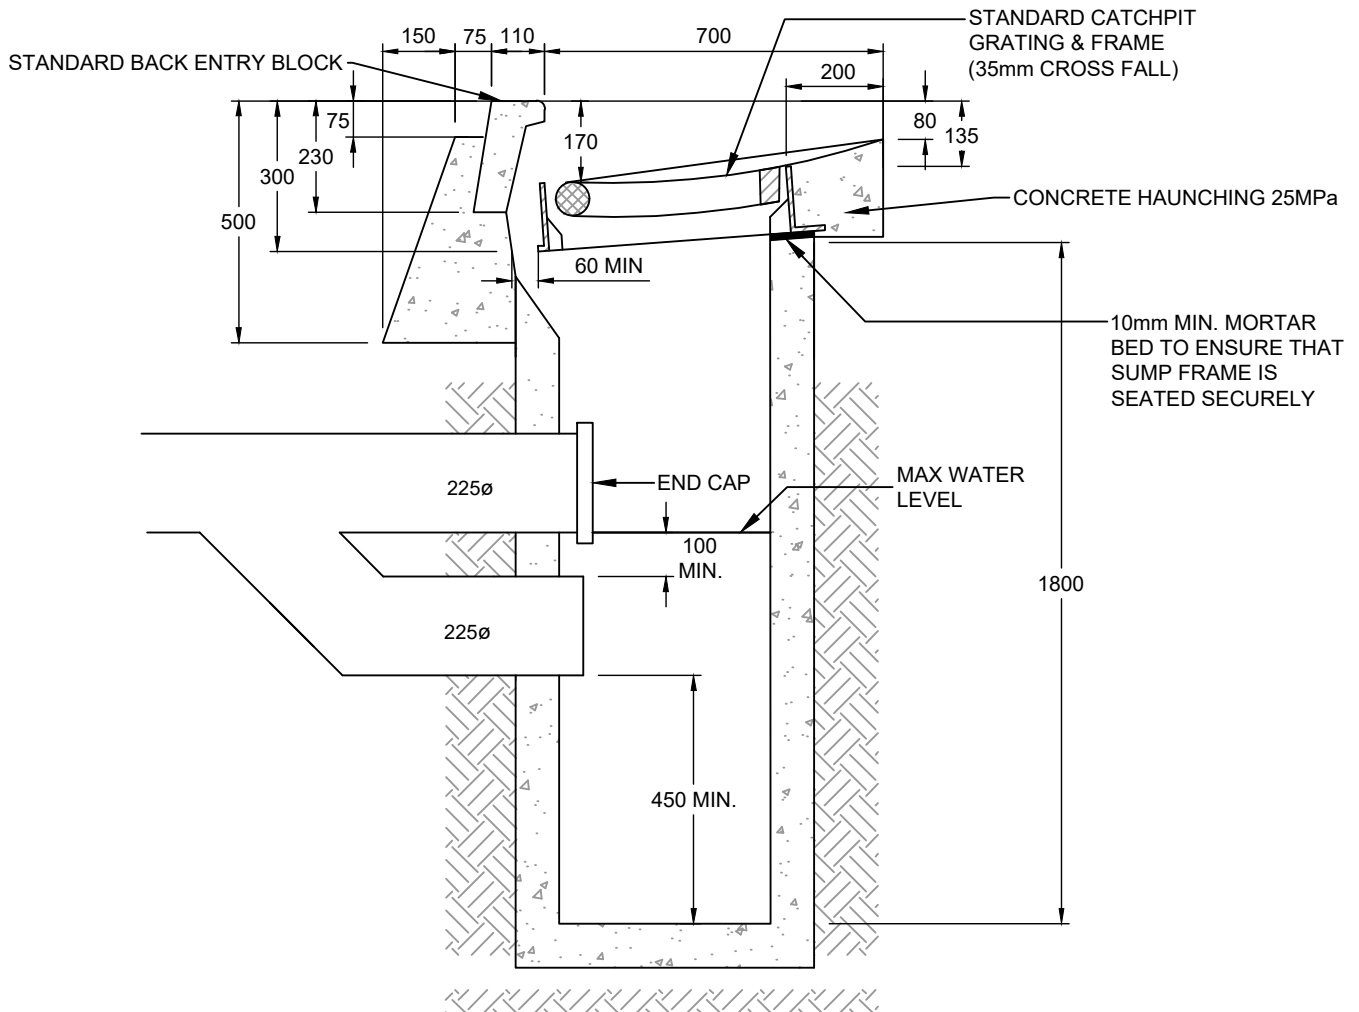 STANDARD CATCHPIT
GRATING & FRAME
(35mm CROSS FALL)
150
75
110
700
STANDARD BACK ENTRY BLOCK
200
75
170
80
135
230
300
500
CONCRETE HAUNCHING 25MPa
60 MIN
10mm MIN. MORTAR
BED TO ENSURE THAT
SUMP FRAME IS
SEATED SECURELY
225ø
END CAP
MAX WATER
LEVEL
100
MIN.
1800
225ø
450 MIN.